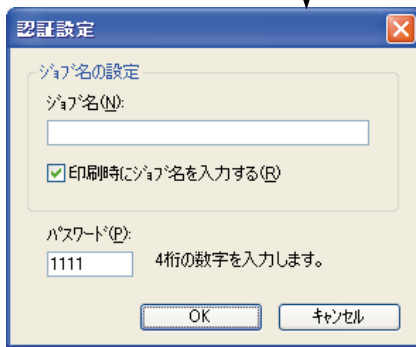 認証設定
ｼﾞｮﾌﾞ名の設定
ｼﾞｮﾌﾞ名(N):
印刷時にｼﾞｮﾌﾞ名を入力する(R)
ﾊﾟｽﾜｰﾄﾞ(P):
1111 4桁の数字を入力します。
OK ｷｬﾝｾﾙ